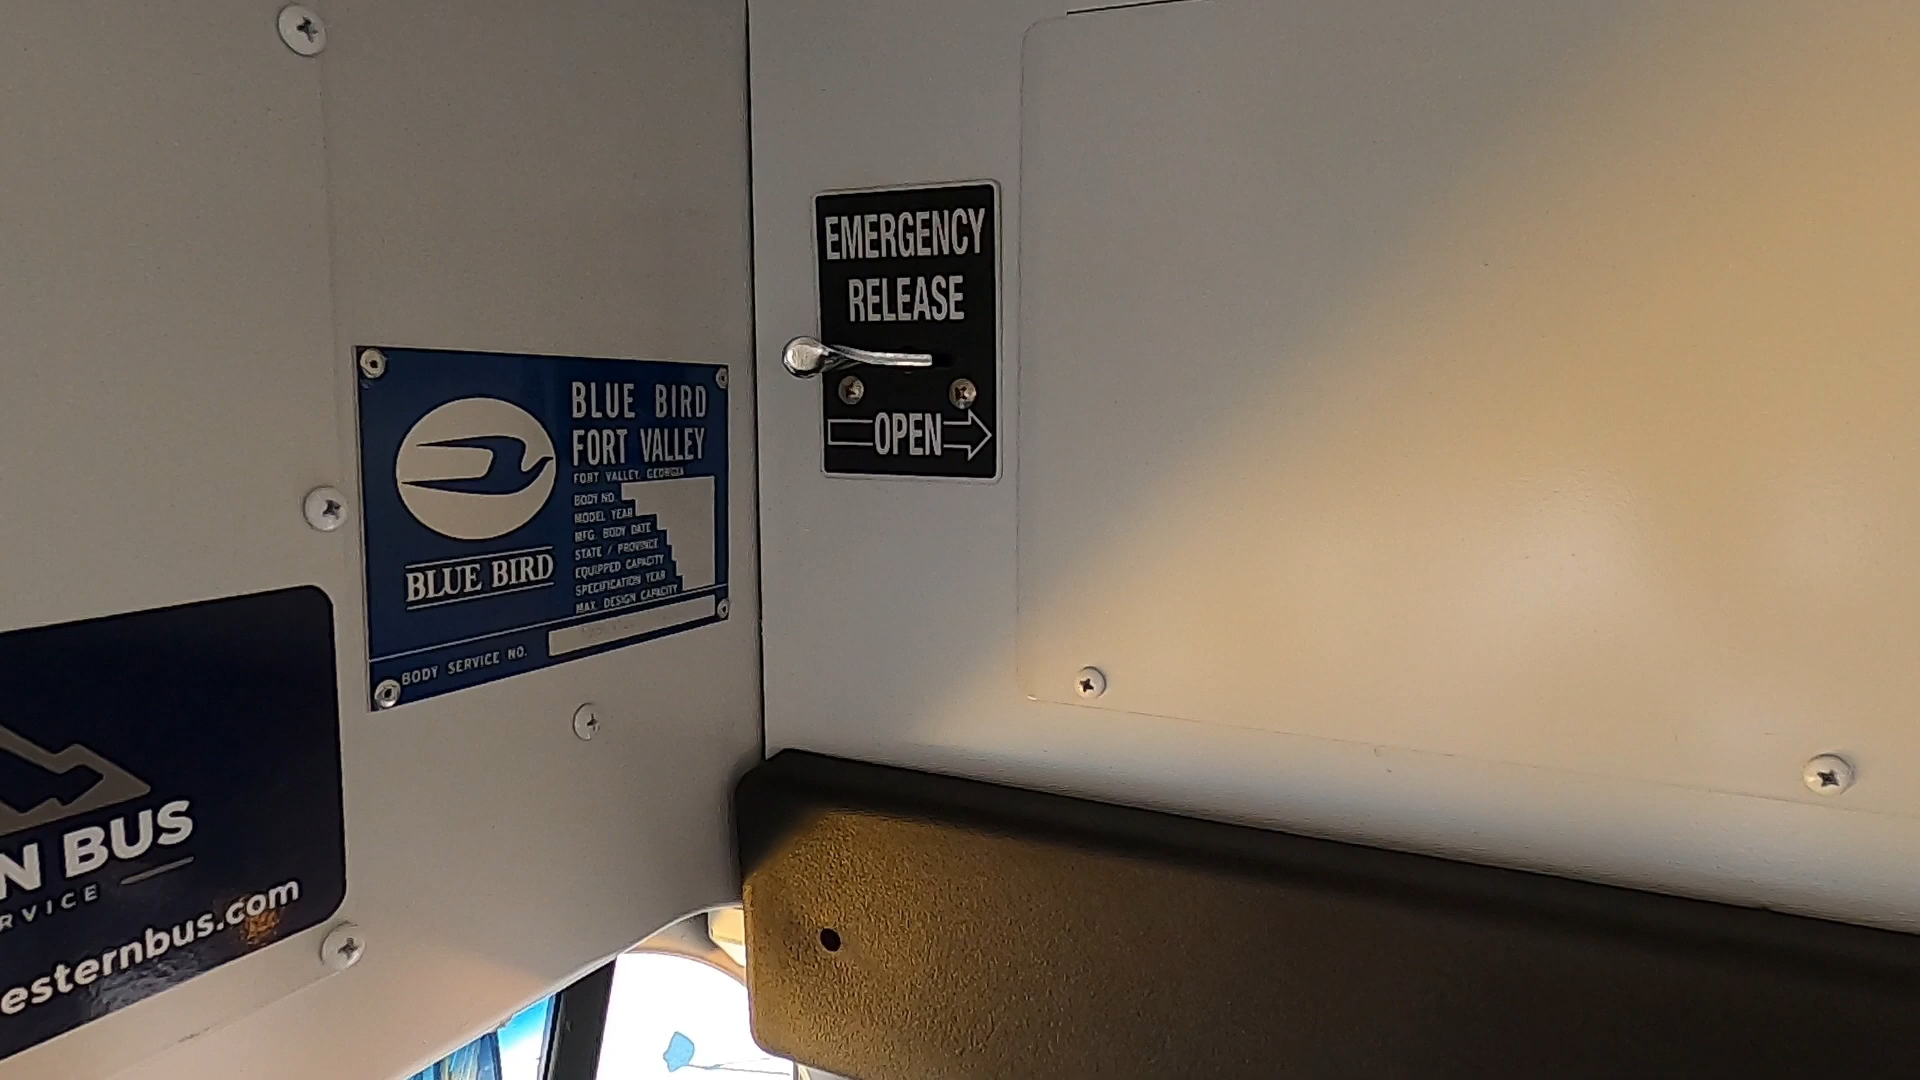 EMERGENCY
RELEASE
OPEN
BLUE BIRD
FORT VALLEY
FORT VALLEY, GEORGIA
BODY NO.
MODEL YEAR
MFG. BODY DATE
STATE / PROVINCE
EQUIPPED CAPACITY
SPECIFICATION YEAR
MAX. DESIGN CAPACITY
BLUE BIRD
BODY SERVICE NO.
N BUS
RVICE
esternbus.com